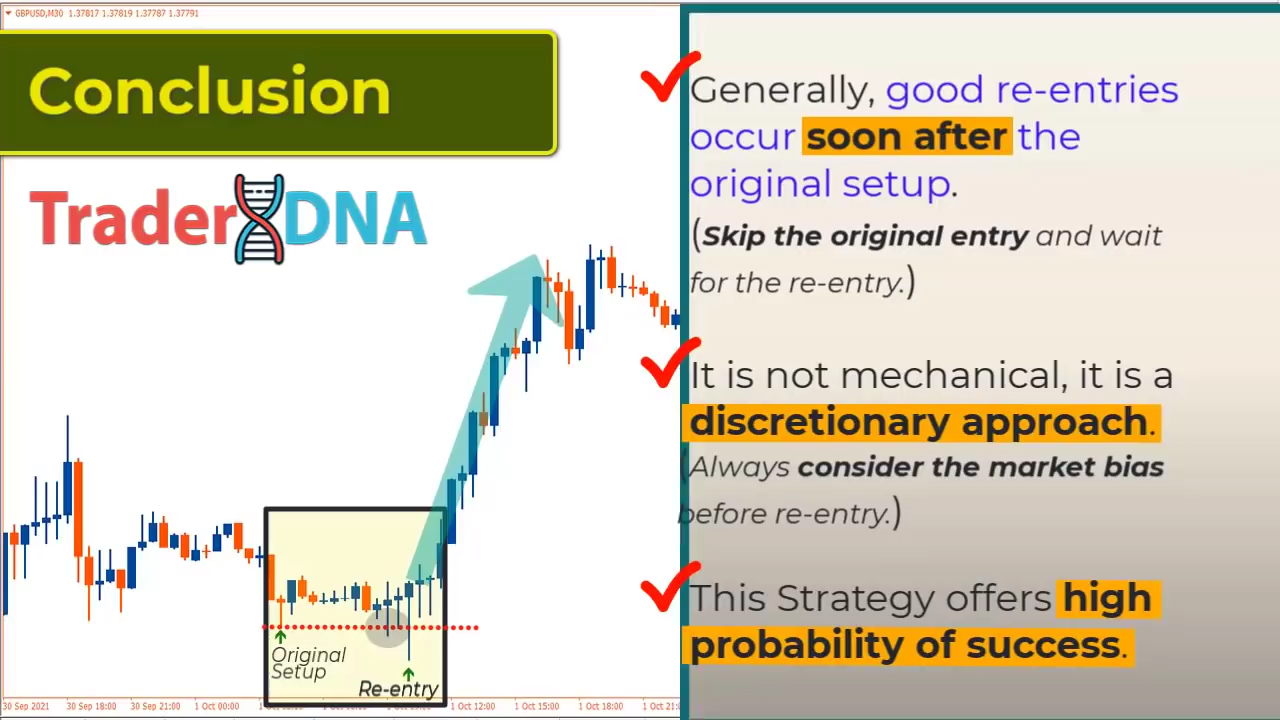 GBPUSD,M30 1.37817 1.37819 1.37787 1.37791
Conclusion
TraderDNA
Original
Setup
Re-entry
30 Sep 2021
30 Sep 18:00
30 Sep 21:00
1 Oct 00:00
1 Oct 12:00
1 Oct 15:00
1 Oct 18:00
1 Oct 21:
Generally, good re-entries
occur soon after the
original setup.
(Skip the original entry and wait
for the re-entry.)
It is not mechanical, it is a
discretionary approach.
(Always consider the market bias
before re-entry.)
This Strategy offers high
probability of success.